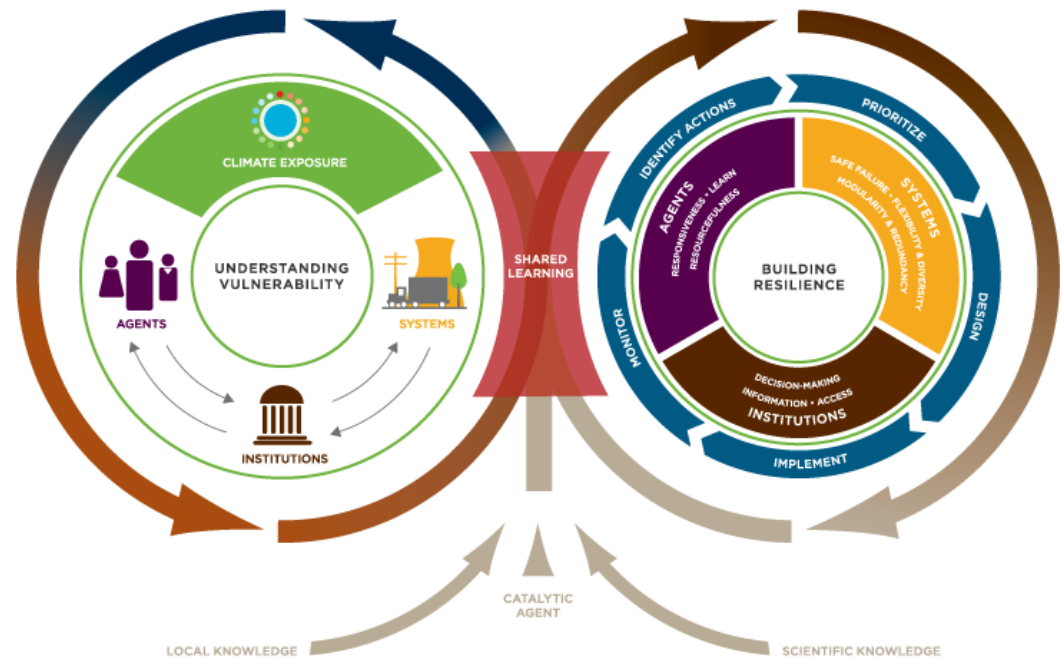 CLIMATE EXPOSURE
UNDERSTANDING
VULNERABILITY
AGENTS
SYSTEMS
INSTITUTIONS
SHARED
LEARNING
IDENTIFY ACTIONS
PRIORITIZE
DESIGN
IMPLEMENT
MONITOR
AGENTS
RESPONSIVENESS • LEARN
RESOURCEFULNESS
SYSTEMS
SAFE FAILURE • FLEXIBILITY & DIVERSITY
MODULARITY & REDUNDANCY
BUILDING
RESILIENCE
DECISION-MAKING
INFORMATION • ACCESS
INSTITUTIONS
CATALYTIC
AGENT
LOCAL KNOWLEDGE
SCIENTIFIC KNOWLEDGE